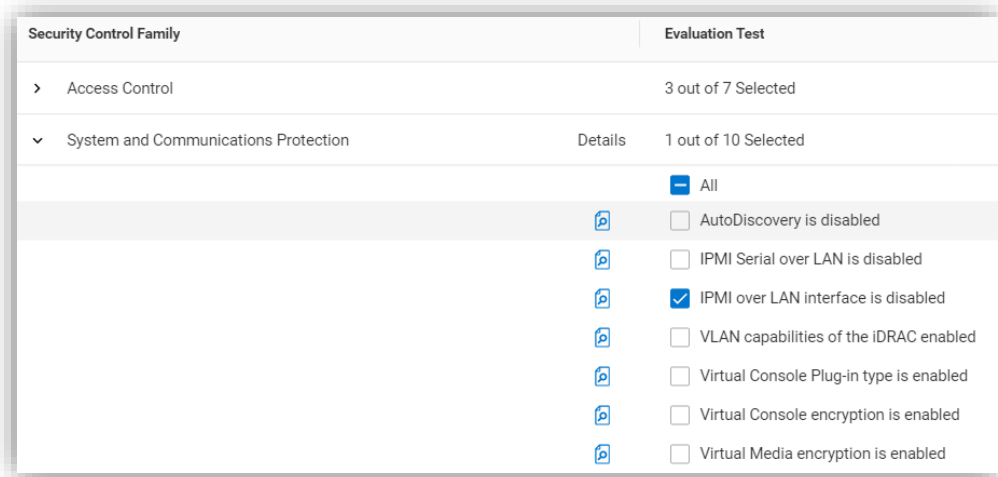 Security Control Family Evaluation Test
Access Control 3 out of 7 Selected
System and Communications Protection Details 1 out of 10 Selected
All
AutoDiscovery is disabled
IPMI Serial over LAN is disabled
IPMI over LAN interface is disabled
VLAN capabilities of the iDRAC enabled
Virtual Console Plug-in type is enabled
Virtual Console encryption is enabled
Virtual Media encryption is enabled